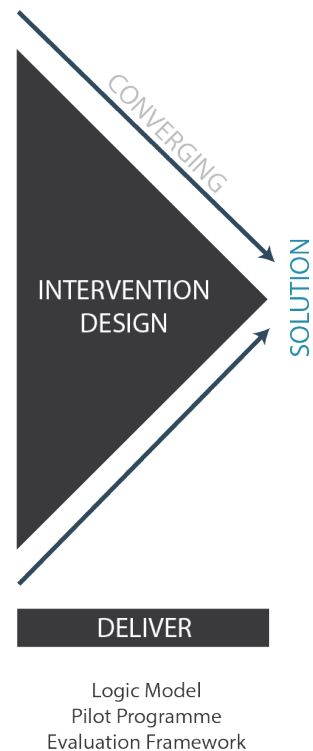 CONVERGING
INTERVENTION
DESIGN
SOLUTION
DELIVER
Logic Model
Pilot Programme
Evaluation Framework